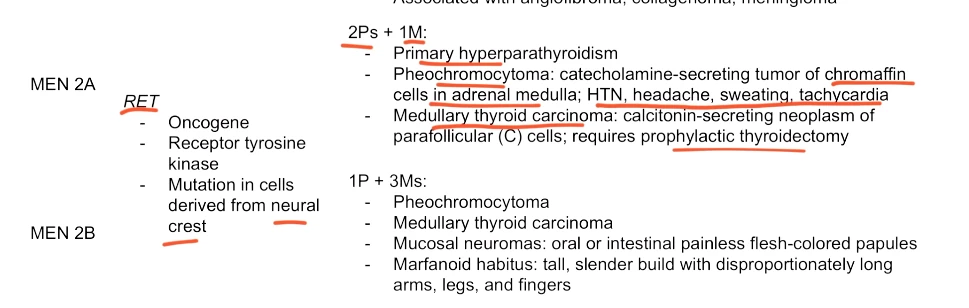 Associated with angiofibroma, collagenoma, meningioma
2Ps + 1M:
- Primary hyperparathyroidism
MEN 2A
- Pheochromocytoma: catecholamine-secreting tumor of chromaffin
cells in adrenal medulla; HTN, headache, sweating, tachycardia
RET
- Medullary thyroid carcinoma: calcitonin-secreting neoplasm of
parafollicular (C) cells; requires prophylactic thyroidectomy
- Oncogene
- Receptor tyrosine
kinase
- Mutation in cells
derived from neural
crest
1P + 3Ms:
- Pheochromocytoma
- Medullary thyroid carcinoma
MEN 2B
- Mucosal neuromas: oral or intestinal painless flesh-colored papules
- Marfanoid habitus: tall, slender build with disproportionately long
arms, legs, and fingers